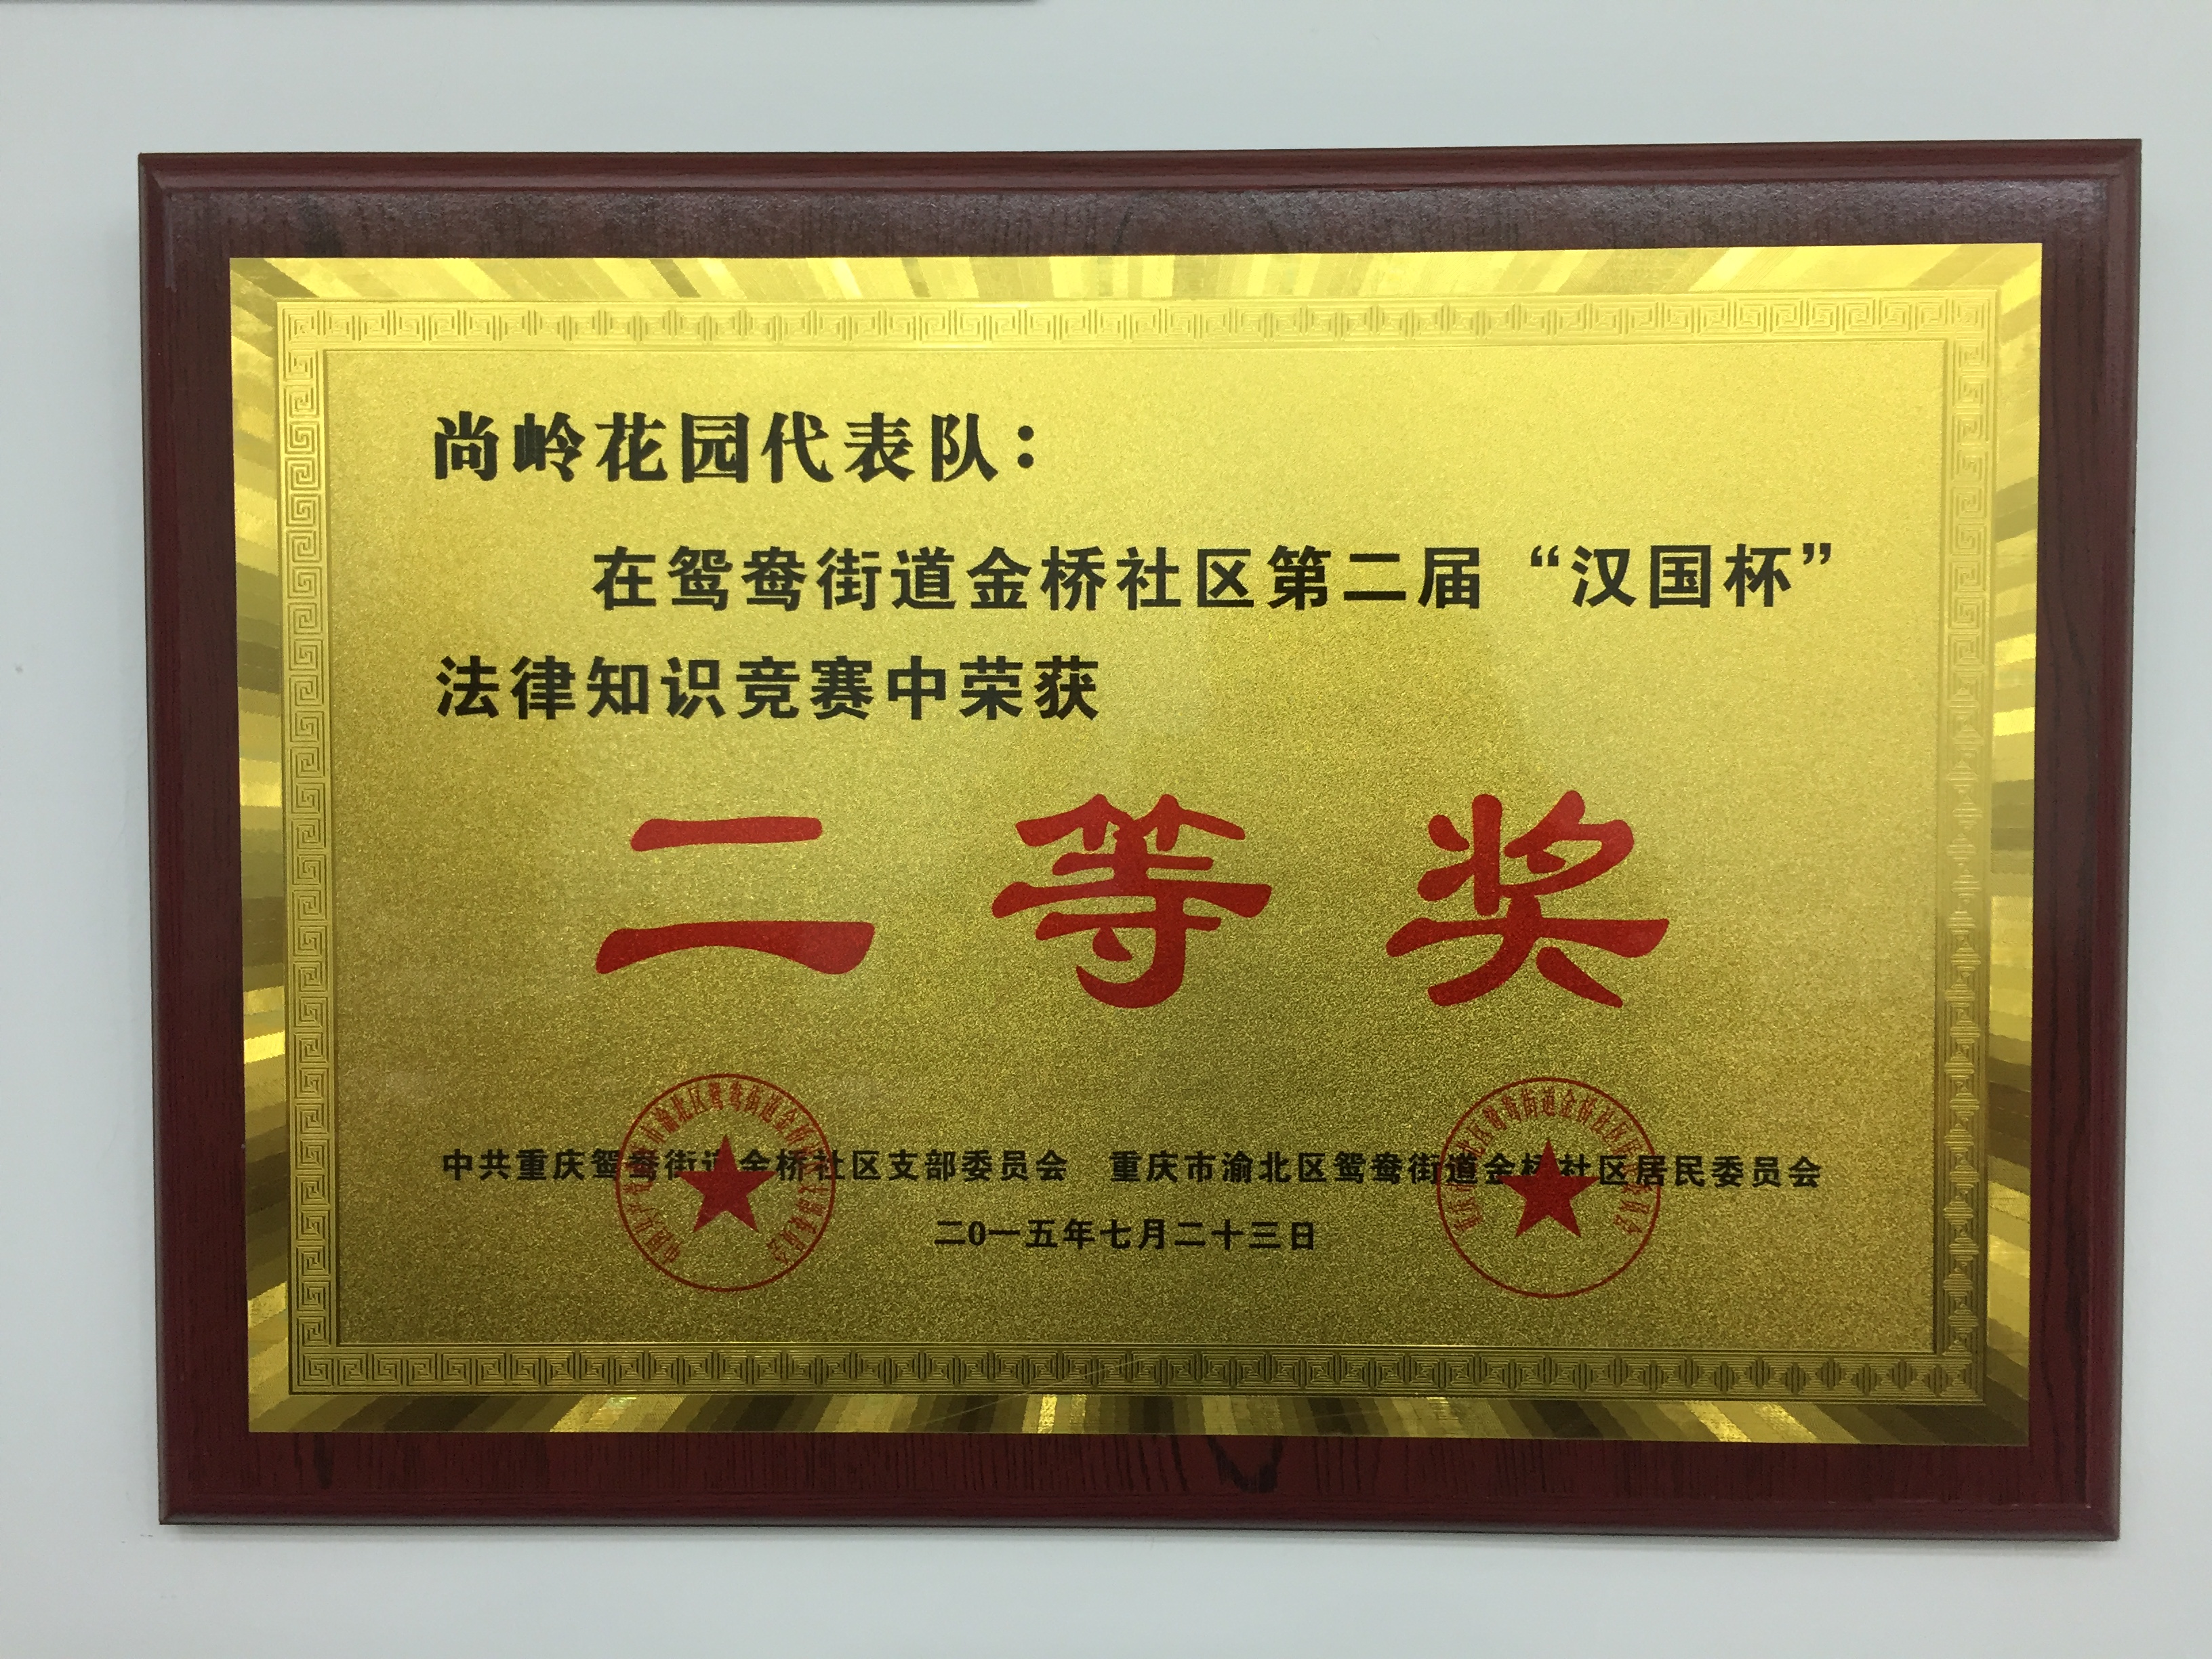 尚岭花园代表队：
在鸳鸯街道金桥社区第二届“汉国杯”
法律知识竞赛中荣获
二等奖
中共重庆鸳鸯街道金桥社区支部委员会 重庆市渝北区鸳鸯街道金桥社区居民委员会
二0一五年七月二十三日